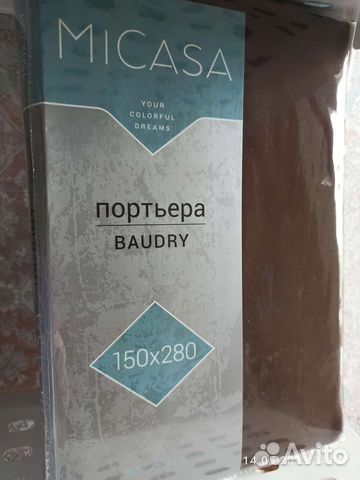 MICASA
YOUR
COLORFUL
DREAMS
портьера
BAUDRY
150x280
Avito